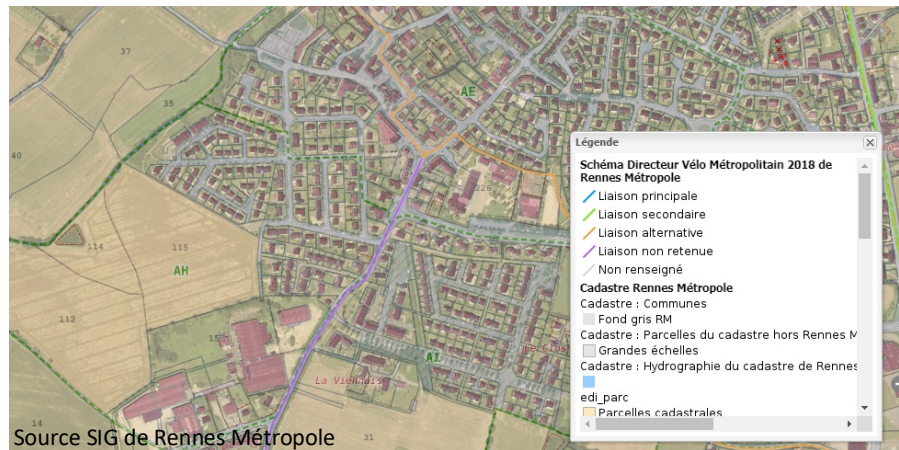 37
35
AE
40
226
114
115
AH
112
AI
La Viennais
14
31
Source SIG de Rennes Métropole
Légende
Schéma Directeur Vélo Métropolitain 2018 de
Rennes Métropole
Liaison principale
Liaison secondaire
Liaison alternative
Liaison non retenue
Non renseigné
Cadastre Rennes Métropole
Cadastre : Communes
Fond gris RM
Cadastre : Parcelles du cadastre hors Rennes M
Grandes échelles
Cadastre : Hydrographie du cadastre de Rennes
edi_parc
Parcelles cadastrales